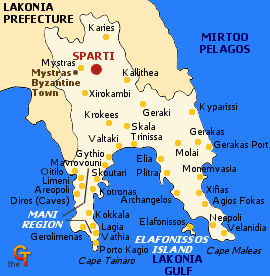 LAKONIA
PREFECTURE
MIRTOO
PELAGOS
Karies
SPARTI
Mystras
Mystras
Byzantine
Town
Kallithea
Xirokambi
Geraki
Kyparissi
Krokees
Skala
Trinissa
Valtaki
Gerakas
Gerakas Port
Molai
Gythio
Mavrovouni
Elia
Monemvasia
Oitilo
Skoutari
Plitra
Limeni
Areopoli
Kotronas
Xifias
Diros (Caves)
Archangelos
Agios Fokas
MANI
REGION
Kokkala
Elafonissos
Neapoli
Lagia
Velanidia
Gerolimenas
Vathia
ELAFONISSOS
ISLAND
Porto Kagio
Cape Maleas
Cape Tainaro
LAKONIA
GULF
the
GT